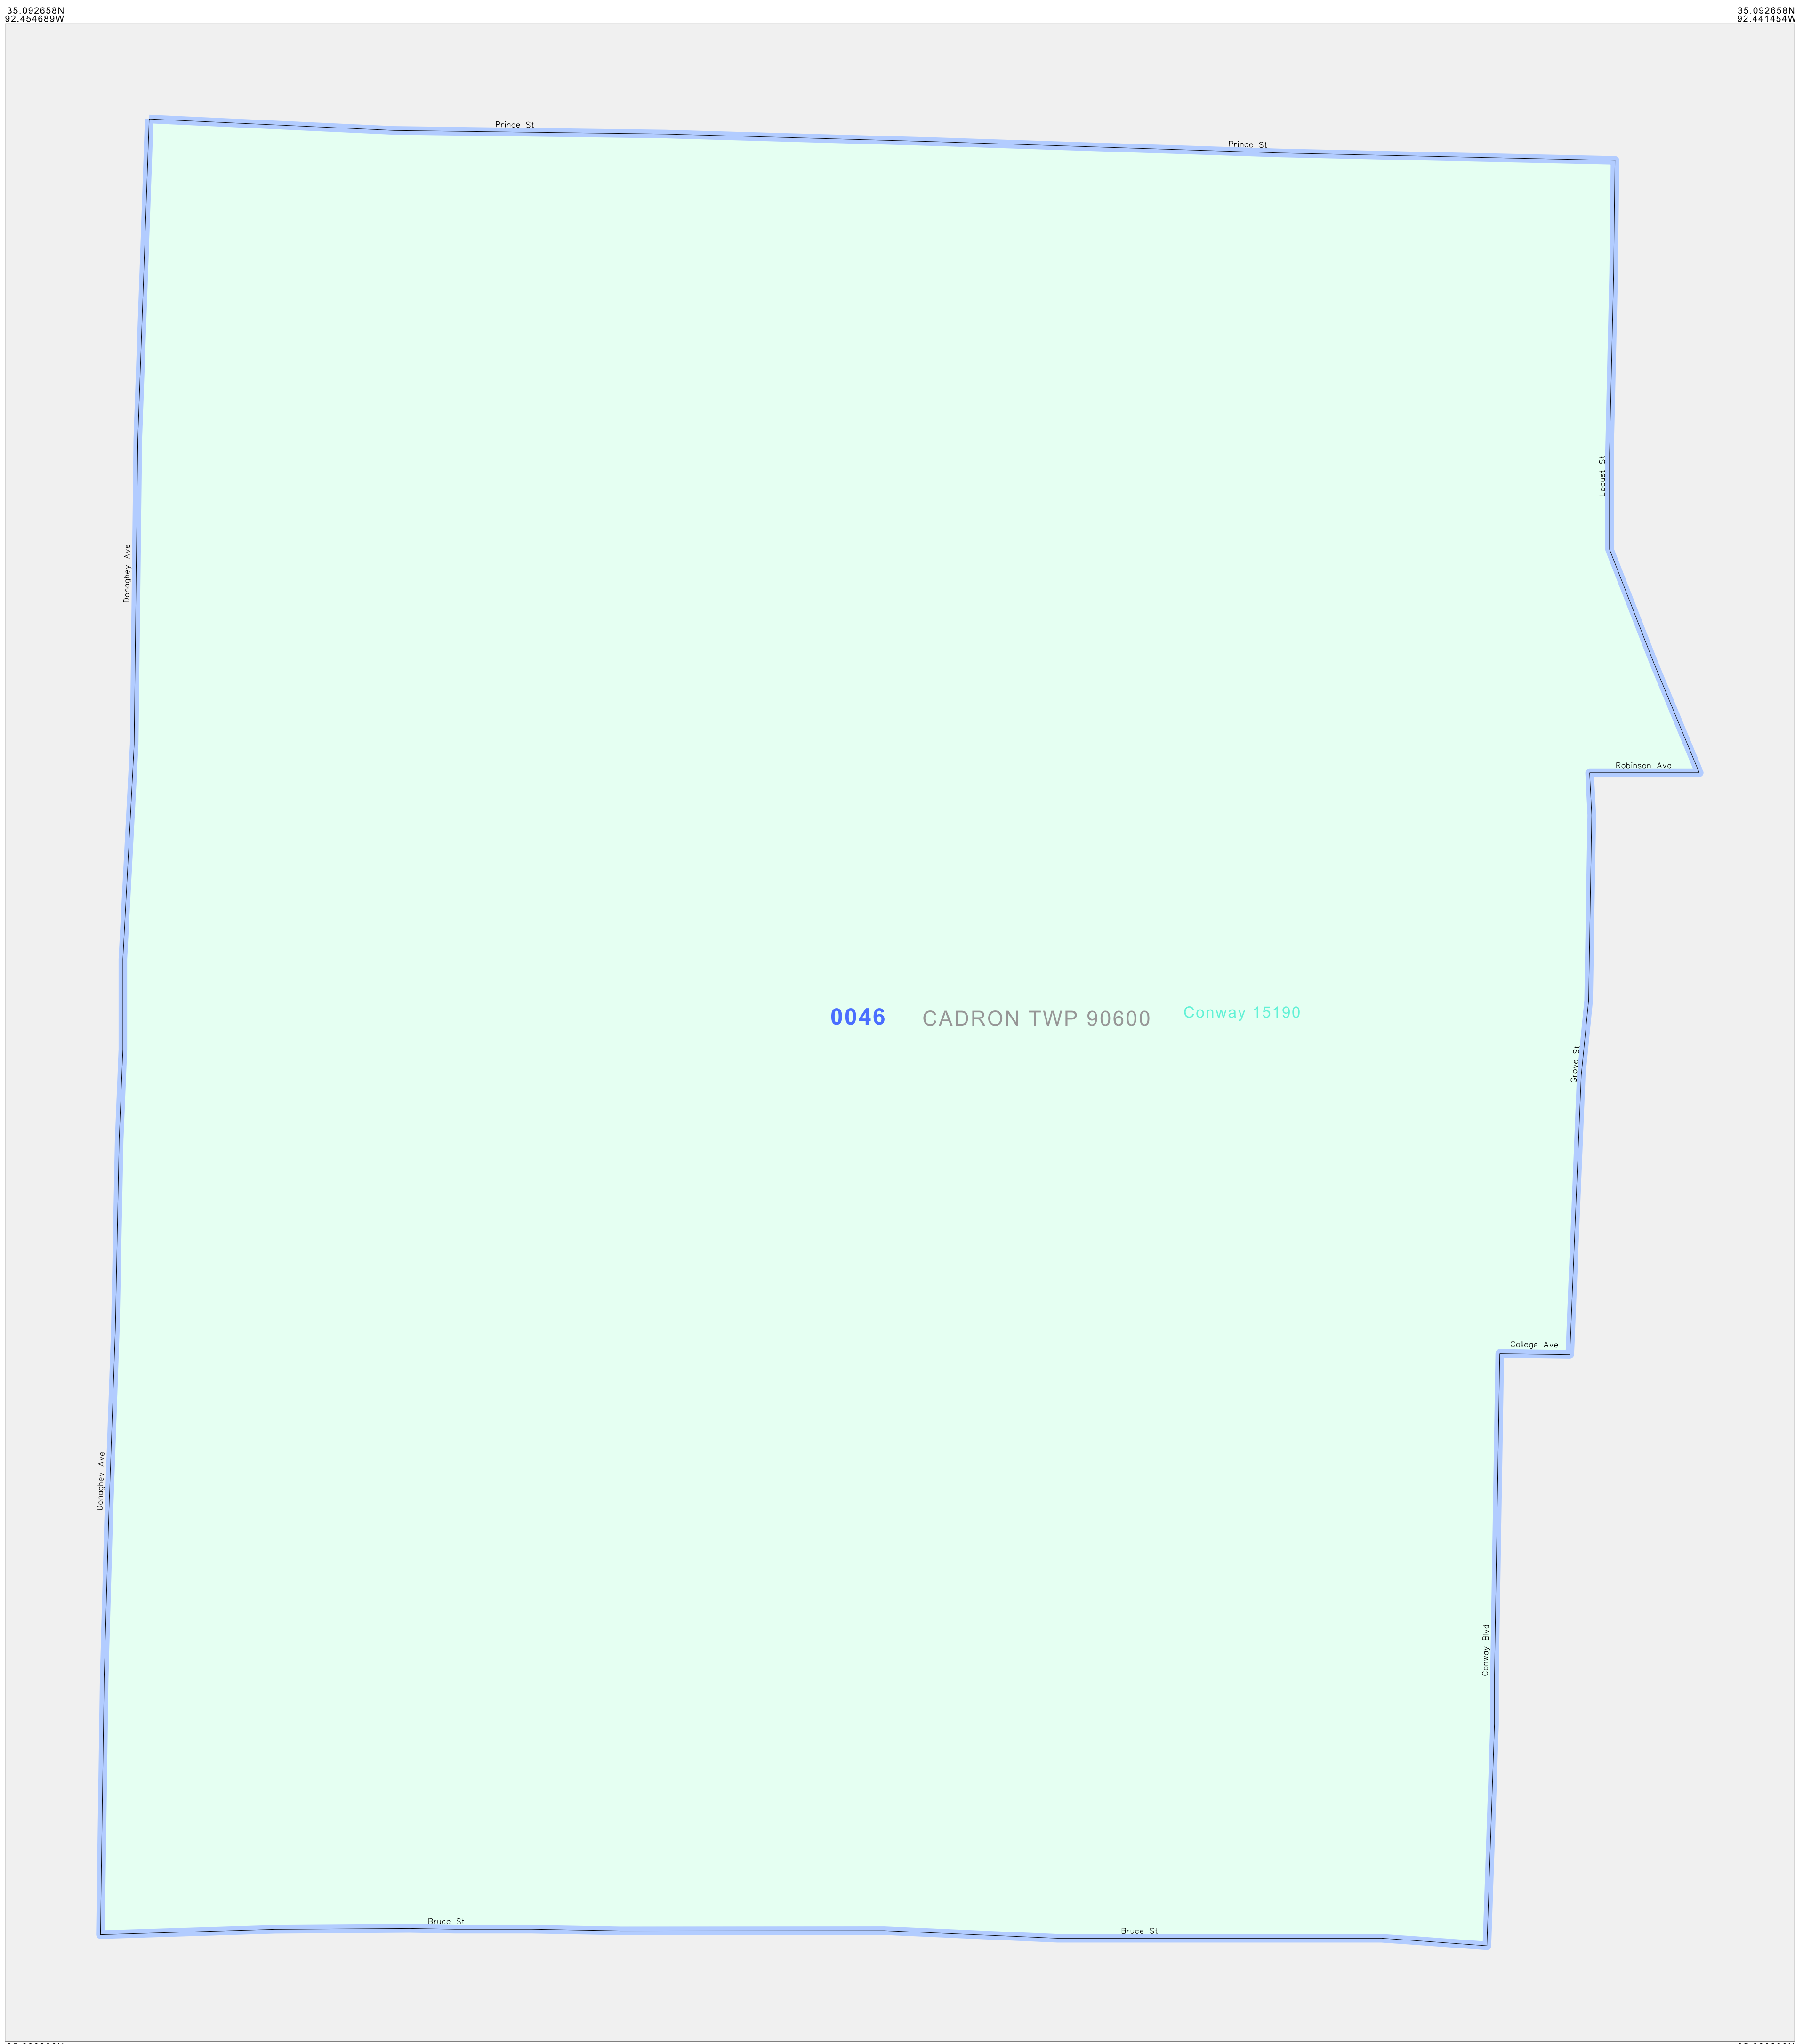 35.092658N
92.454689W
35.092658N
92.441454W
Prince St
Prince St
Locust St
Donaghey Ave
Robinson Ave
0046
CADRON TWP 90600
Conway 15190
Grove St
College Ave
Donaghey Ave
Conway Blvd
Bruce St
Bruce St